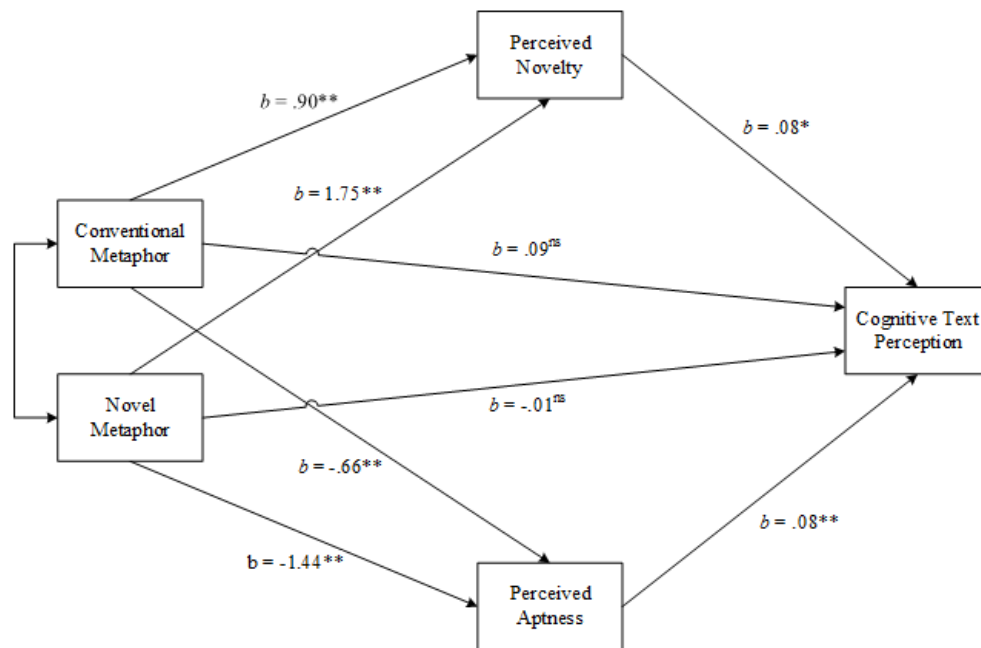 Perceived
Novelty
b = .90**
b = .08*
b = 1.75**
Conventional
Metaphor
b = .09ns
Cognitive Text
Perception
Novel
Metaphor
b = -.01ns
b = -.66**
b = .08**
b = -1.44**
Perceived
Aptness